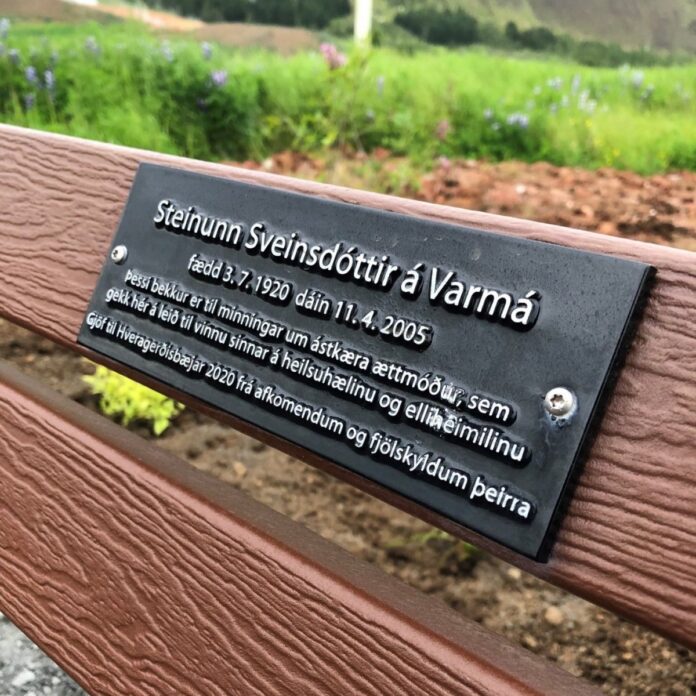 Steinunn Sveinsdóttir á Varmá
fædd 3. 7. 1920 dáin 11. 4. 2005
Þessi bekkur er til minningar um ástkæra ættmóður, sem
gekk hér á leið til vinnu sinnar á heilsuhælinu og elliheimilinu
Gjöf til Hveragerðisbæjar 2020 frá afkomendum og fjölskyldum þeirra